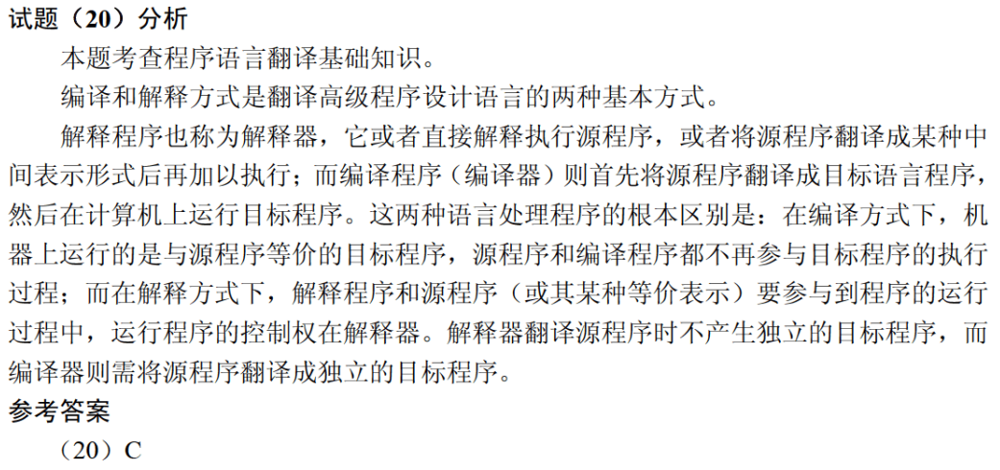 试题（20）分析
本题考查程序语言翻译基础知识。
编译和解释方式是翻译高级程序设计语言的两种基本方式。
解释程序也称为解释器，它或者直接解释执行源程序，或者将源程序翻译成某种中
间表示形式后再加以执行；而编译程序（编译器）则首先将源程序翻译成目标语言程序，
然后在计算机上运行目标程序。这两种语言处理程序的根本区别是：在编译方式下，机
器上运行的是与源程序等价的目标程序，源程序和编译程序都不再参与目标程序的执行
过程；而在解释方式下，解释程序和源程序（或其某种等价表示）要参与到程序的运行
过程中，运行程序的控制权在解释器。解释器翻译源程序时不产生独立的目标程序，而
编译器则需将源程序翻译成独立的目标程序。
参考答案
（20）C